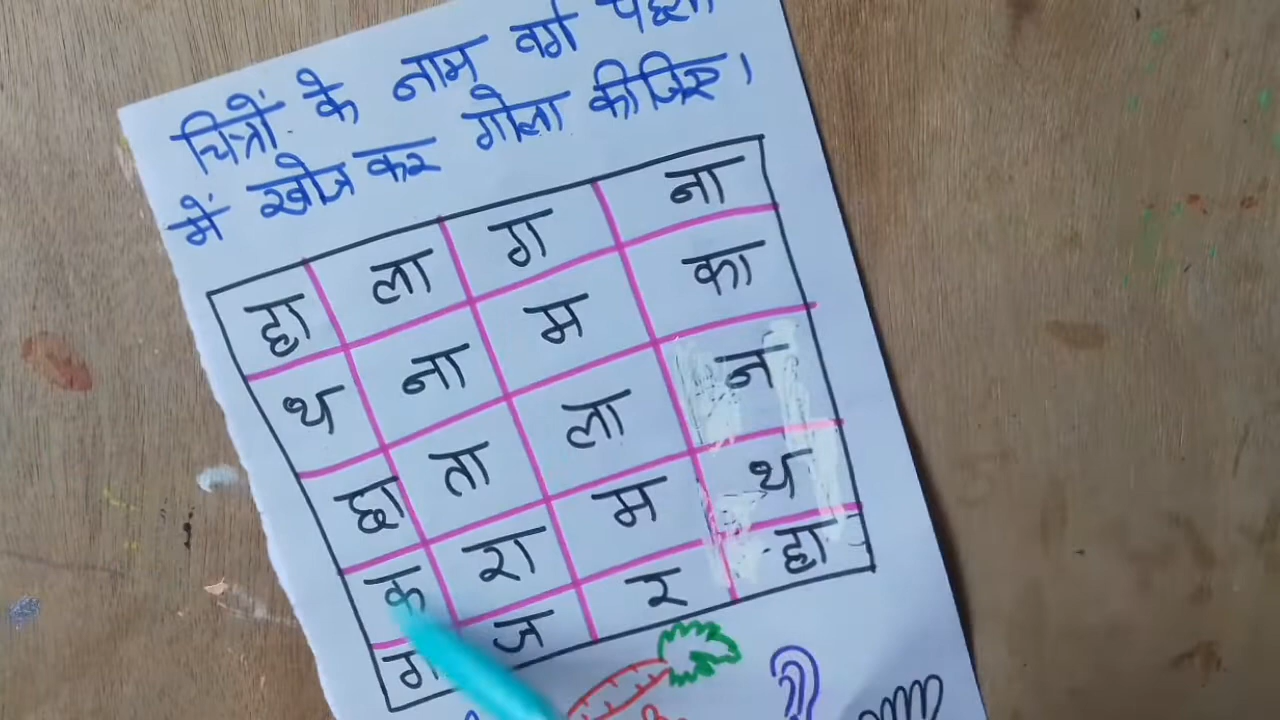 चित्रों के नाम वर्ग पहेली
में खोज कर गोला कीजिए।
हा ला ग ना
थ ना म का
छा ता ला न
क रा म थ
ग ज र हा